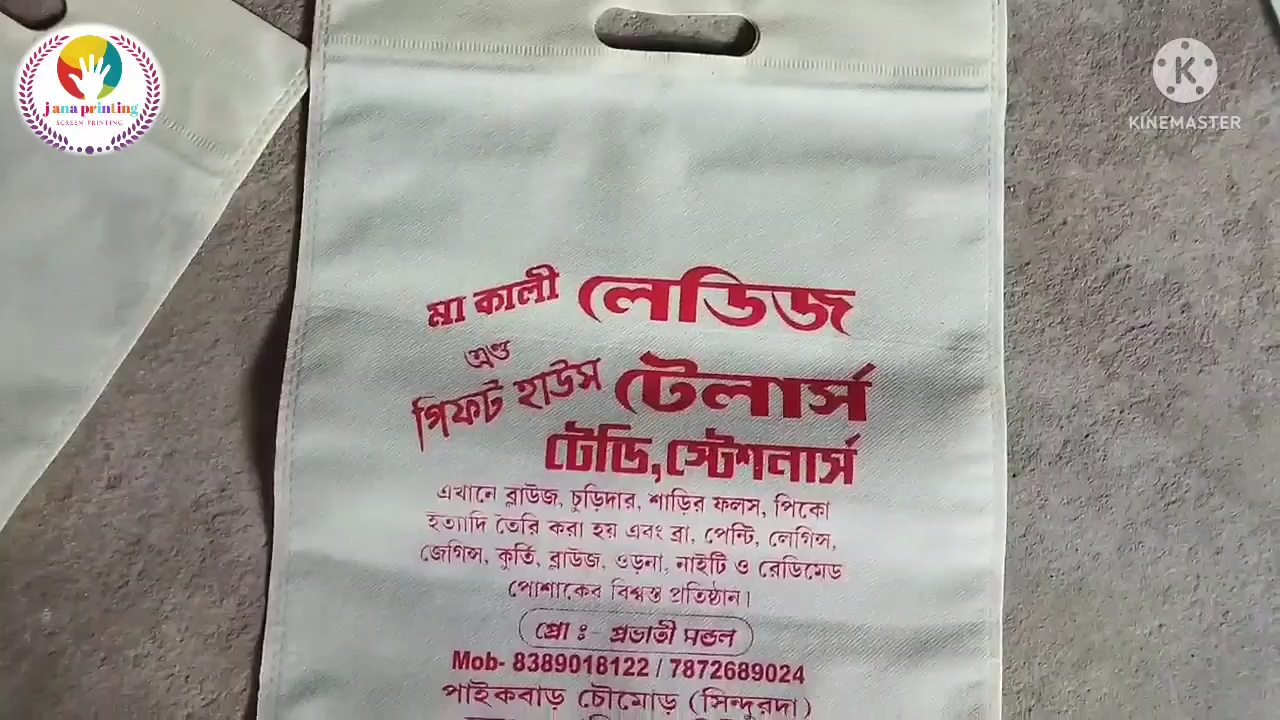 jana printing
SCREEN PRINTING
KINEMASTER
মা কালী লেডিজ
এণ্ড
গিফট হাউস টেলার্স
টেডি,স্টেশনার্স
এখানে ব্লাউজ, চুড়িদার, শাড়ির ফলস, পিকো
ইত্যাদি তৈরি করা হয় এবং ব্রা, পেন্টি, লেগিন্স,
জেগিন্স, কুর্তি, ব্লাউজ, ওড়না, নাইটি ও রেডিমেড
পোশাকের বিশ্বস্ত প্রতিষ্ঠান।
প্রো ঃ- প্রভাতী মন্ডল
Mob- 8389018122 / 7872689024
পাইকবাড় চৌমোড় (সিন্দুরদা)